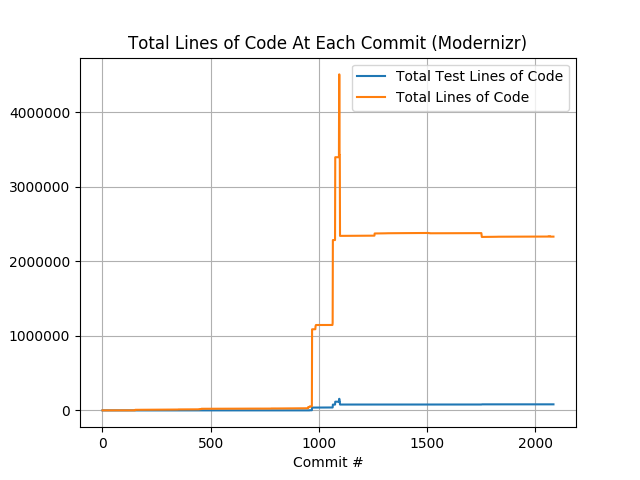 Total Lines of Code At Each Commit (Modernizr)
Total Test Lines of Code
Total Lines of Code
4000000
3000000
2000000
1000000
0
0 500 1000 1500 2000
Commit #